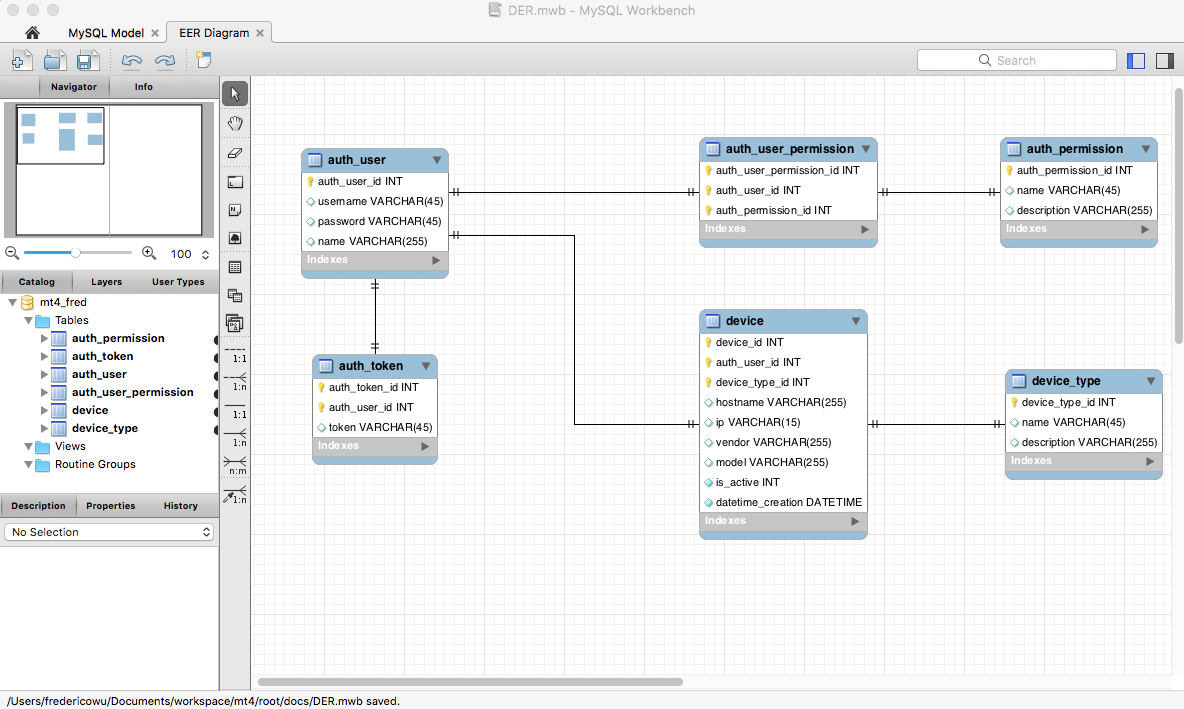 DER.mwb - MySQL Workbench
MySQL Model
EER Diagram
Search
Navigator
Info
100
Catalog
Layers
User Types
mt4_fred
Tables
auth_permission
auth_token
auth_user
auth_user_permission
device
device_type
Views
Routine Groups
Description
Properties
History
No Selection
1:1
1:n
1:1
1:n
n:m
1:n
auth_user
auth_user_id INT
username VARCHAR(45)
password VARCHAR(45)
name VARCHAR(255)
Indexes
auth_token
auth_token_id INT
auth_user_id INT
token VARCHAR(45)
Indexes
auth_user_permission
auth_user_permission_id INT
auth_user_id INT
auth_permission_id INT
Indexes
auth_permission
auth_permission_id INT
name VARCHAR(45)
description VARCHAR(255)
Indexes
device
device_id INT
auth_user_id INT
device_type_id INT
hostname VARCHAR(255)
ip VARCHAR(15)
vendor VARCHAR(255)
model VARCHAR(255)
is_active INT
datetime_creation DATETIME
Indexes
device_type
device_type_id INT
name VARCHAR(45)
description VARCHAR(255)
Indexes
/Users/fredericowu/Documents/workspace/mt4/root/docs/DER.mwb saved.